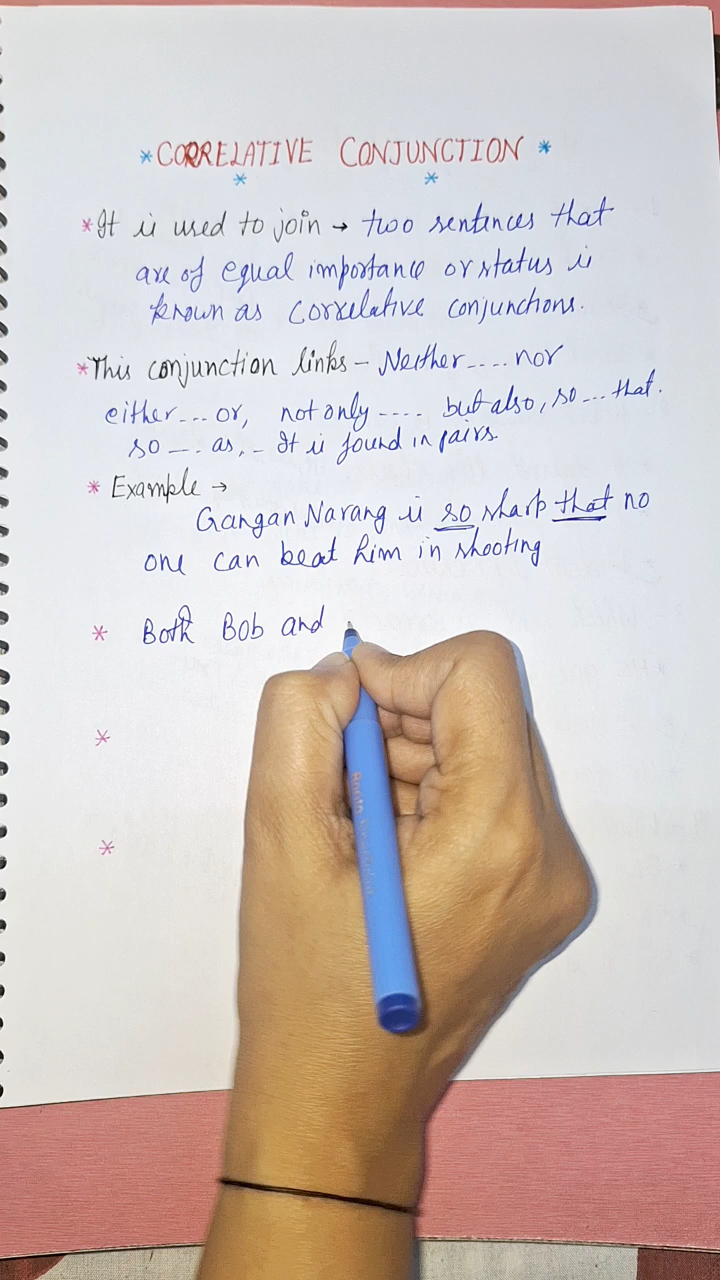 *CORRELATIVE CONJUNCTION *
* *
*It is used to join → two sentences that
are of equal importance or status is
known as correlative conjunctions.
*This conjunction links - Neither .... nor
either ... or, not only .... but also, so ... that.
so -.. as, - It is found in pairs.
* Example →
Gangan Narang is so sharp that no
one can beat him in shooting
* Both Bob and
*
*